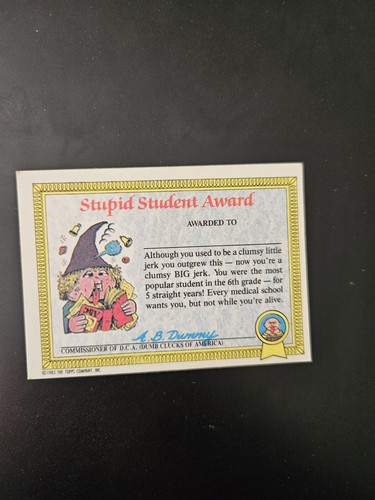 Stupid Student Award
AWARDED TO
Although you used to be a clumsy little
jerk you outgrew this — now you're a
clumsy BIG jerk. You were the most
popular student in the 6th grade — for
5 straight years! Every medical school
wants you, but not while you're alive.
A. B. Dummy
COMMISSIONER OF D.C.A. (DUMB CLUCKS OF AMERICA)
THE TOPPS COMPANY, INC.